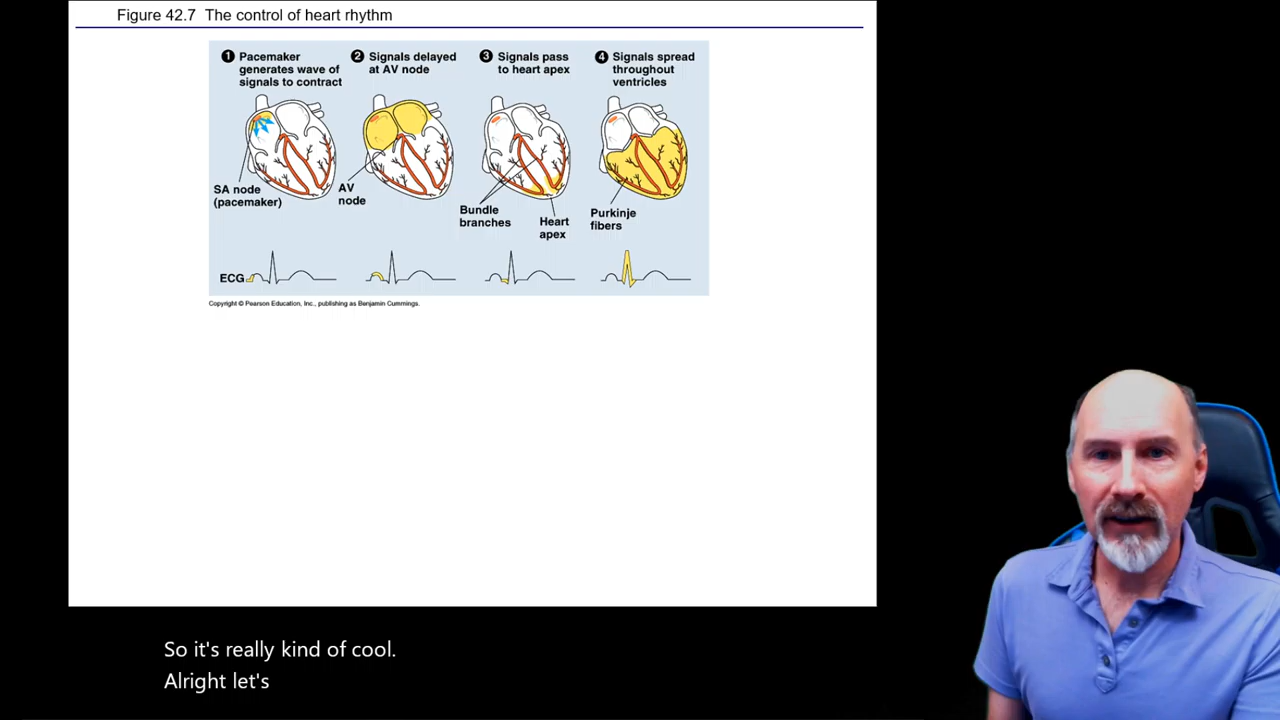 Figure 42.7 The control of heart rhythm
1 Pacemaker
generates wave of
signals to contract
2 Signals delayed
at AV node
3 Signals pass
to heart apex
4 Signals spread
throughout
ventricles
SA node
(pacemaker)
AV
node
Bundle
branches
Heart
apex
Purkinje
fibers
ECG
Copyright © Pearson Education, Inc., publishing as Benjamin Cummings.
So it's really kind of cool.
Alright let's